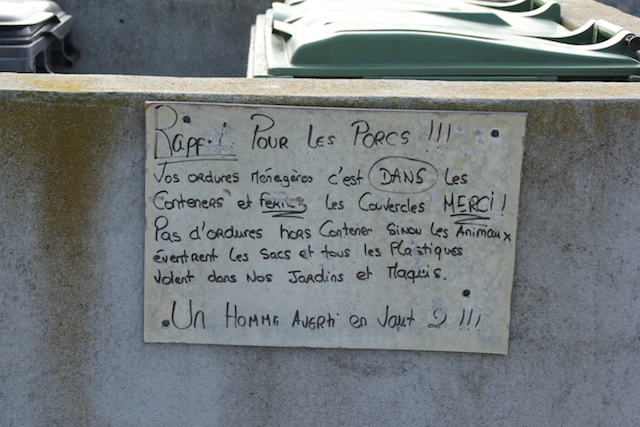 Rappel Pour les Porcs !!!
Vos ordures Ménagères c'est DANS les
Conteners et fermez les Couvercles MERCI !
Pas d'ordures hors Contener sinon les Animaux
éventrent les sacs et tous les Plastiques
volent dans nos Jardins et Maquis.
Un Homme averti en vaut 2 !!!